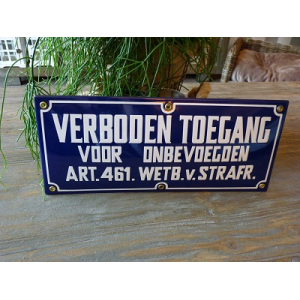 VERBODEN TOEGANG
VOOR ONBEVOEGDEN
ART. 461. WETB. v. STRAFR.